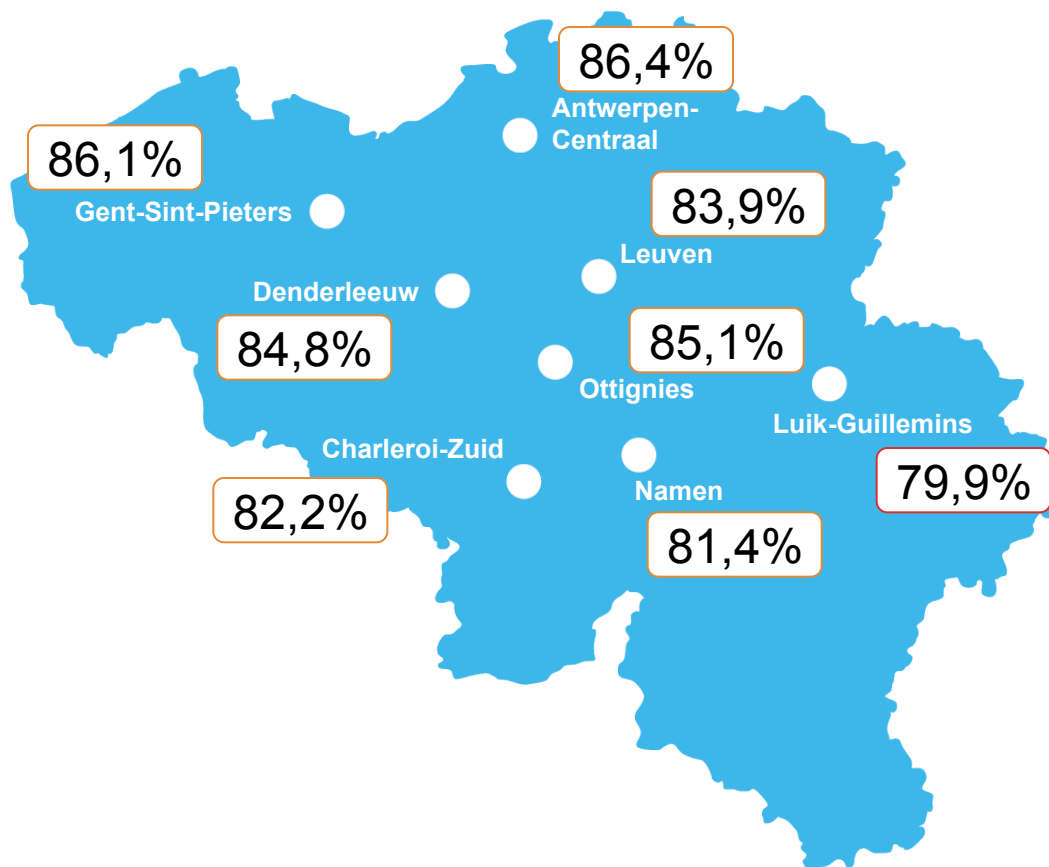 86,4%
Antwerpen-
Centraal
86,1%
Gent-Sint-Pieters
83,9%
Leuven
Denderleeuw
84,8%
85,1%
Ottignies
Luik-Guillemins
79,9%
Charleroi-Zuid
82,2%
Namen
81,4%